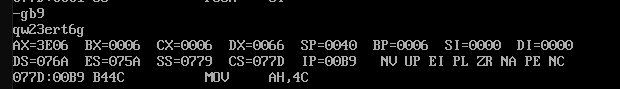 -gb9
qw23ert6g
AX=3E06  BX=0006  CX=0006  DX=0066  SP=0040  BP=0006  SI=0000  DI=0000
DS=076A  ES=075A  SS=0779  CS=077D  IP=00B9   NV UP EI PL ZR NA PE NC
077D:00B9 B44C          MOV     AH,4C